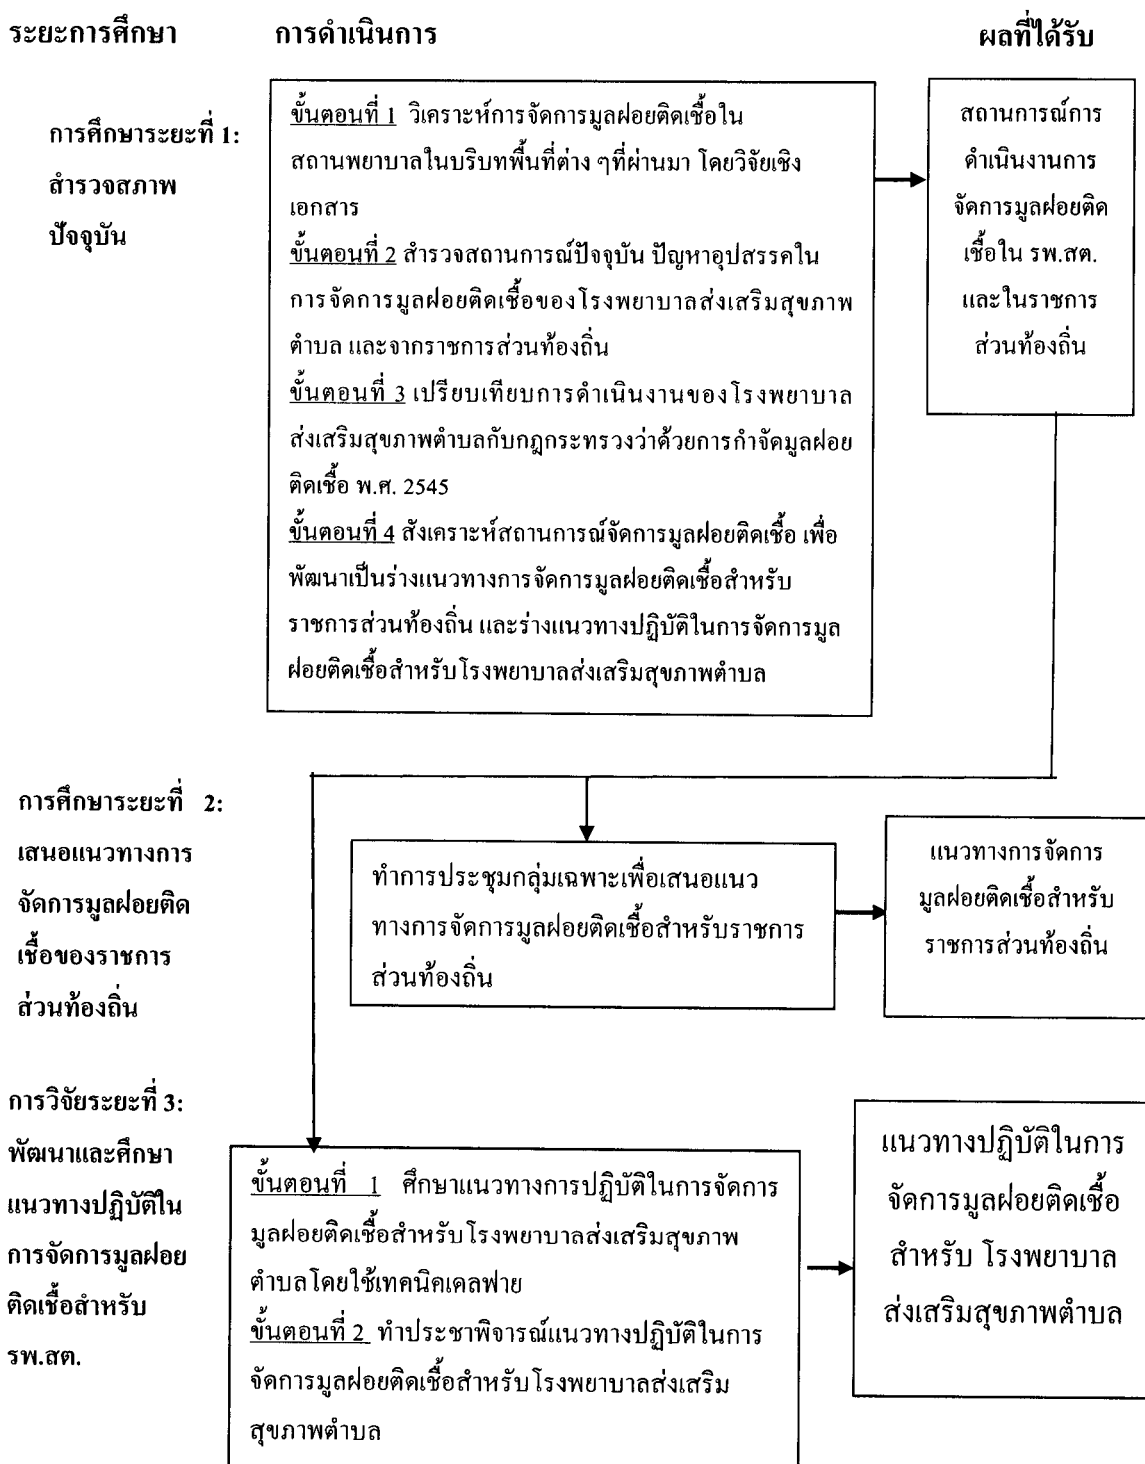 ระยะการศึกษา
การดำเนินการ
ผลที่ได้รับ
การศึกษาระยะที่ 1:
สำรวจสภาพ
ปัจจุบัน
ขั้นตอนที่ 1 วิเคราะห์การจัดการมูลฝอยติดเชื้อใน
สถานพยาบาลในบริบทพื้นที่ต่าง ๆที่ผ่านมา โดยวิจัยเชิง
เอกสาร
ขั้นตอนที่ 2 สำรวจสถานการณ์ปัจจุบัน ปัญหาอุปสรรคใน
การจัดการมูลฝอยติดเชื้อของโรงพยาบาลส่งเสริมสุขภาพ
ตำบล และจากราชการส่วนท้องถิ่น
ขั้นตอนที่ 3 เปรียบเทียบการดำเนินงานของโรงพยาบาล
ส่งเสริมสุขภาพตำบลกับกฎกระทรวงว่าด้วยการกำจัดมูลฝอย
ติดเชื้อ พ.ศ. 2545
ขั้นตอนที่ 4 สังเคราะห์สถานการณ์จัดการมูลฝอยติดเชื้อ เพื่อ
พัฒนาเป็นร่างแนวทางการจัดการมูลฝอยติดเชื้อสำหรับ
ราชการส่วนท้องถิ่น และร่างแนวทางปฏิบัติในการจัดการมูล
ฝอยติดเชื้อสำหรับโรงพยาบาลส่งเสริมสุขภาพตำบล
สถานการณ์การ
ดำเนินงานการ
จัดการมูลฝอยติด
เชื้อใน รพ.สต.
และในราชการ
ส่วนท้องถิ่น
การศึกษาระยะที่ 2:
เสนอแนวทางการ
จัดการมูลฝอยติด
เชื้อของราชการ
ส่วนท้องถิ่น
ทำการประชุมกลุ่มเฉพาะเพื่อเสนอแนว
ทางการจัดการมูลฝอยติดเชื้อสำหรับราชการ
ส่วนท้องถิ่น
แนวทางการจัดการ
มูลฝอยติดเชื้อสำหรับ
ราชการส่วนท้องถิ่น
การวิจัยระยะที่ 3:
พัฒนาและศึกษา
แนวทางปฏิบัติใน
การจัดการมูลฝอย
ติดเชื้อสำหรับ
รพ.สต.
ขั้นตอนที่ 1 ศึกษาแนวทางการปฏิบัติในการจัดการ
มูลฝอยติดเชื้อสำหรับโรงพยาบาลส่งเสริมสุขภาพ
ตำบลโดยใช้เทคนิคเดลฟาย
ขั้นตอนที่ 2 ทำประชาพิจารณ์แนวทางปฏิบัติในการ
จัดการมูลฝอยติดเชื้อสำหรับโรงพยาบาลส่งเสริม
สุขภาพตำบล
แนวทางปฏิบัติในการ
จัดการมูลฝอยติดเชื้อ
สำหรับ โรงพยาบาล
ส่งเสริมสุขภาพตำบล